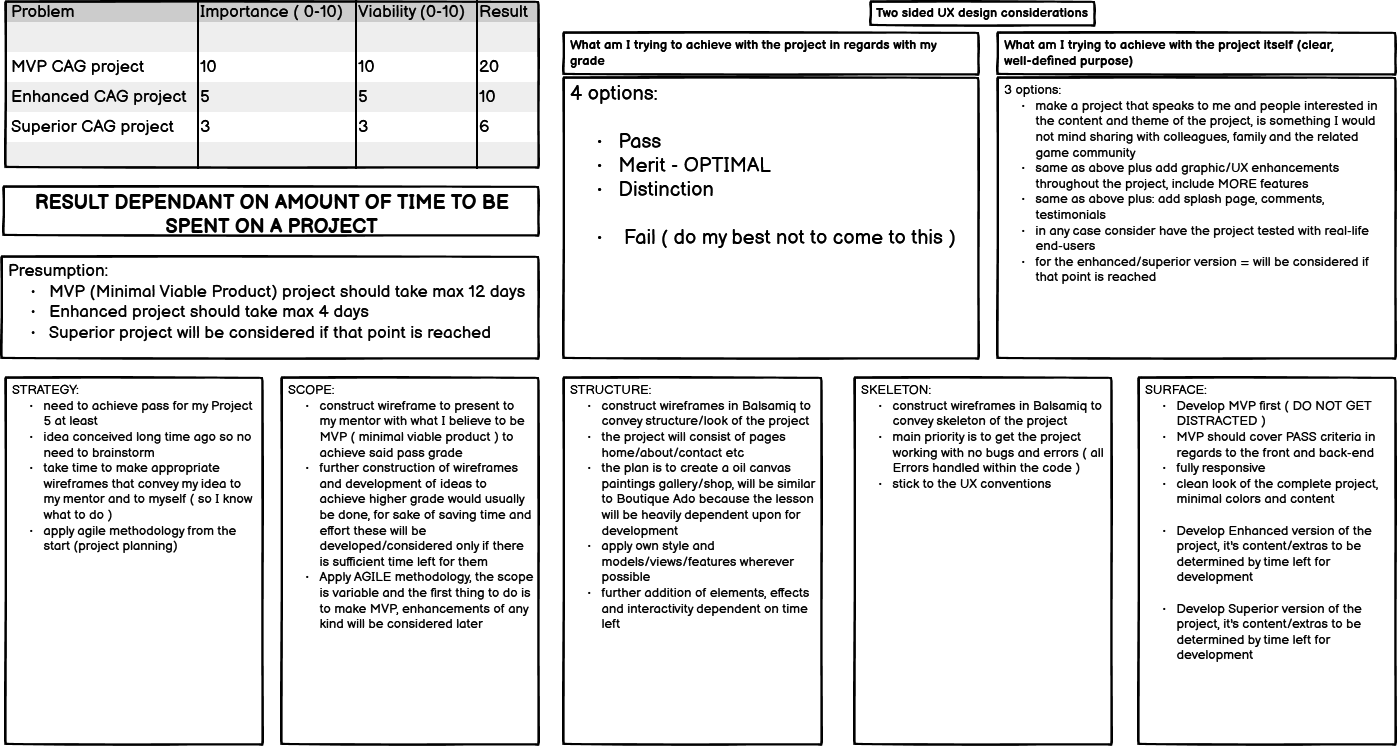 Problem Importance ( 0-10) Viability (0-10) Result
MVP CAG project 10 10 20
Enhanced CAG project 5 5 10
Superior CAG project 3 3 6
RESULT DEPENDANT ON AMOUNT OF TIME TO BE
SPENT ON A PROJECT
Presumption:
· MVP (Minimal Viable Product) project should take max 12 days
· Enhanced project should take max 4 days
· Superior project will be considered if that point is reached
Two sided UX design considerations
What am I trying to achieve with the project in regards with my
grade
4 options:
· Pass
· Merit - OPTIMAL
· Distinction
· Fail ( do my best not to come to this )
What am I trying to achieve with the project itself (clear,
well-defined purpose)
3 options:
· make a project that speaks to me and people interested in
the content and theme of the project, is something I would
not mind sharing with colleagues, family and the related
game community
· same as above plus add graphic/UX enhancements
throughout the project, include MORE features
· same as above plus: add splash page, comments,
testimonials
· in any case consider have the project tested with real-life
end-users
· for the enhanced/superior version = will be considered if
that point is reached
STRATEGY:
· need to achieve pass for my Project
5 at least
· idea conceived long time ago so no
need to brainstorm
· take time to make appropriate
wireframes that convey my idea to
my mentor and to myself ( so I know
what to do )
· apply agile methodology from the
start (project planning)
SCOPE:
· construct wireframe to present to
my mentor with what I believe to be
MVP ( minimal viable product ) to
achieve said pass grade
· further construction of wireframes
and development of ideas to
achieve higher grade would usually
be done, for sake of saving time and
effort these will be
developed/considered only if there
is sufficient time left for them
· Apply AGILE methodology, the scope
is variable and the first thing to do is
to make MVP, enhancements of any
kind will be considered later
STRUCTURE:
· construct wireframes in Balsamiq to
convey structure/look of the project
· the project will consist of pages
home/about/contact etc
· the plan is to create a oil canvas
paintings gallery/shop, will be similar
to Boutique Ado because the lesson
will be heavily dependent upon for
development
· apply own style and
models/views/features wherever
possible
· further addition of elements, effects
and interactivity dependent on time
left
SKELETON:
· construct wireframes in Balsamiq to
convey skeleton of the project
· main priority is to get the project
working with no bugs and errors ( all
Errors handled within the code )
· stick to the UX conventions
SURFACE:
· Develop MVP first ( DO NOT GET
DISTRACTED )
· MVP should cover PASS criteria in
regards to the front and back-end
· fully responsive
· clean look of the complete project,
minimal colors and content
· Develop Enhanced version of the
project, it's content/extras to be
determined by time left for
development
· Develop Superior version of the
project, it's content/extras to be
determined by time left for
development